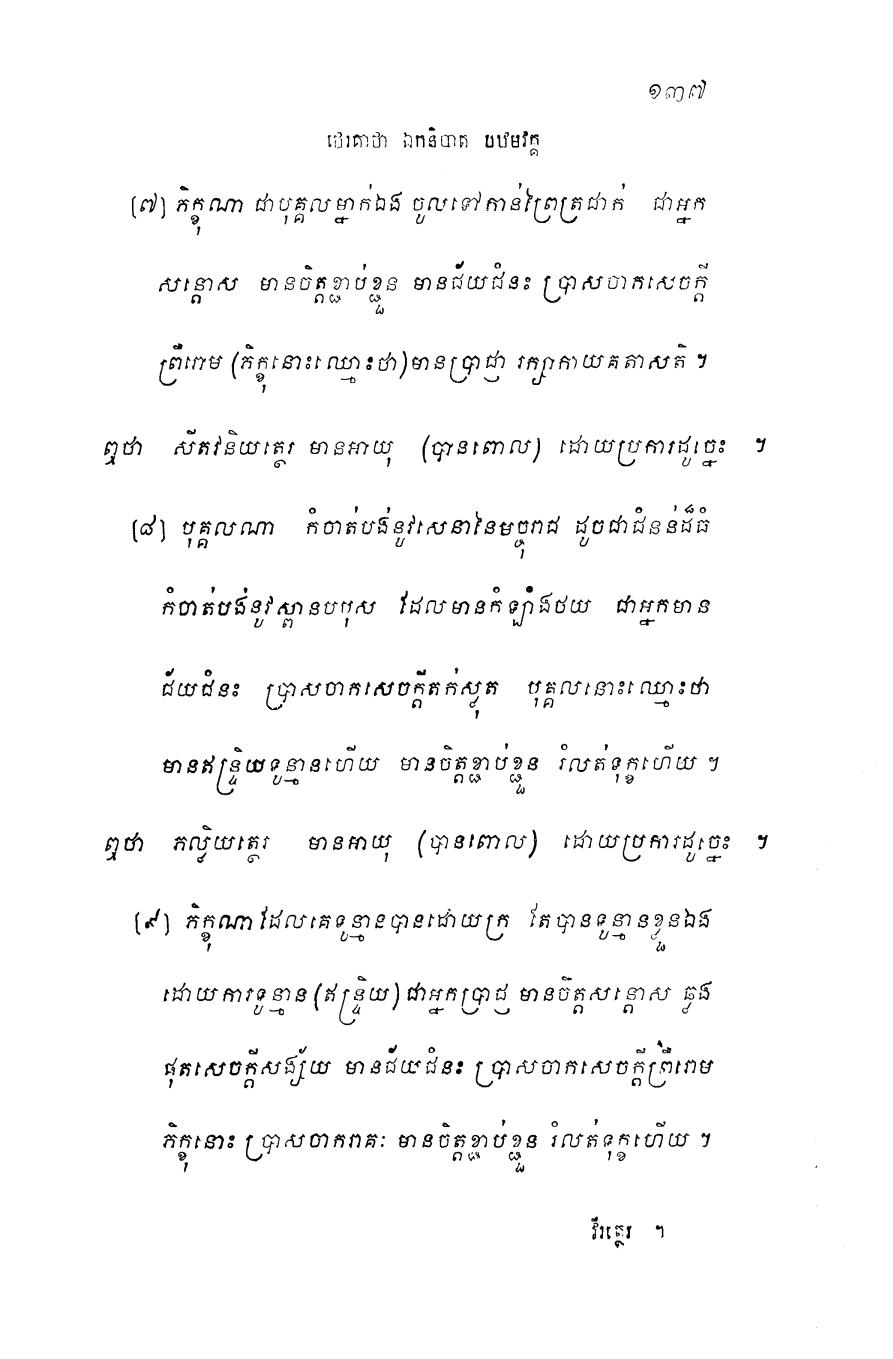 ១៣៧
ថេរគាថា ឯកនិបាត បឋមវគ្គ
(៧) ភិក្ខុណា ជាបុគ្គលម្នាក់ឯង ចូលទៅកាន់ព្រៃត្រជាក់ ជាអ្នក
សន្តោស មានចិត្តខ្ជាប់ខ្ជួន មានជ័យជំនះ ប្រាសចាកសេចក្តី
ព្រឺរោម (ភិក្ខុនោះឈ្មោះថា) មានប្រាជ្ញា រក្សាកាយគតាសតិ ។
ឮថា សីតវនិយត្ថេរ មានអាយុ (បានពោល) ដោយប្រការដូច្នេះ ។
(៨) បុគ្គលណា កំចាត់បង់នូវសេនានៃមច្ចុរាជ ដូចជាជំនន់ដ៏ធំ
កំចាត់បង់នូវស្ពានបបុស ដែលមានកំឡាំងថយ ជាអ្នកមាន
ជ័យជំនះ ប្រាសចាកសេចក្តីតក់ស្លុត បុគ្គលនោះឈ្មោះថា
មានឥន្ទ្រិយទូន្មានហើយ មានចិត្តខ្ជាប់ខ្ជួន រំលត់ទុក្ខហើយ ។
ឮថា ភល្លិយត្ថេរ មានអាយុ (បានពោល) ដោយប្រការដូច្នេះ ។
(៩) ភិក្ខុណាដែលគេទូន្មានបានដោយក្រ តែបានទូន្មានខ្លួនឯង
ដោយការទូន្មាន (ឥន្ទ្រិយ) ជាអ្នកប្រាជ្ញ មានចិត្តសន្តោស ឆ្លង
ផុតសេចក្តីសង្ស័យ មានជ័យជំនះ ប្រាសចាកសេចក្តីព្រឺរោម
ភិក្ខុនោះ ប្រាសចាករាគៈ មានចិត្តខ្ជាប់ខ្ជួន រំលត់ទុក្ខហើយ ។
វីរត្ថេរ ។